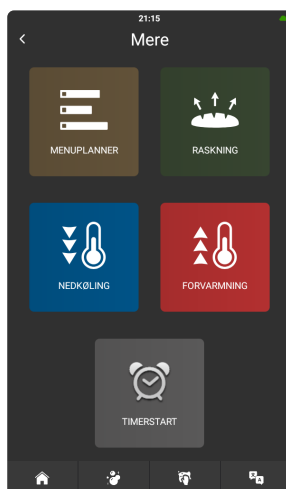 21:15
Mere
MENUPLANNER
RASKNING
NEDKØLING
FORVARMNING
TIMERSTART